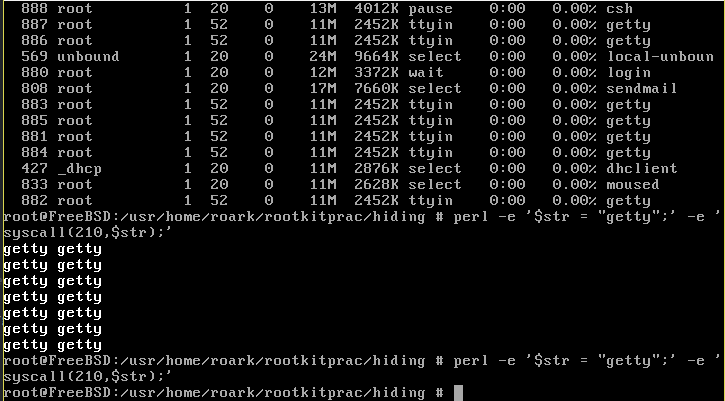 888 root 1 20 0 13M 4012K pause 0:00 0.00% csh
887 root 1 52 0 11M 2452K ttyin 0:00 0.00% getty
886 root 1 52 0 11M 2452K ttyin 0:00 0.00% getty
569 unbound 1 20 0 24M 9664K select 0:00 0.00% local-unboun
880 root 1 20 0 12M 3372K wait 0:00 0.00% login
808 root 1 20 0 17M 7660K select 0:00 0.00% sendmail
883 root 1 52 0 11M 2452K ttyin 0:00 0.00% getty
885 root 1 52 0 11M 2452K ttyin 0:00 0.00% getty
881 root 1 52 0 11M 2452K ttyin 0:00 0.00% getty
884 root 1 52 0 11M 2452K ttyin 0:00 0.00% getty
427 _dhcp 1 20 0 11M 2876K select 0:00 0.00% dhclient
833 root 1 20 0 11M 2628K select 0:00 0.00% moused
882 root 1 52 0 11M 2452K ttyin 0:00 0.00% getty
root@FreeBSD:/usr/home/roark/rootkitprac/hiding # perl -e '$str = "getty";' -e '
syscall(210,$str);'
getty getty
getty getty
getty getty
getty getty
getty getty
getty getty
getty getty
root@FreeBSD:/usr/home/roark/rootkitprac/hiding # perl -e '$str = "getty";' -e '
syscall(210,$str);'
root@FreeBSD:/usr/home/roark/rootkitprac/hiding #